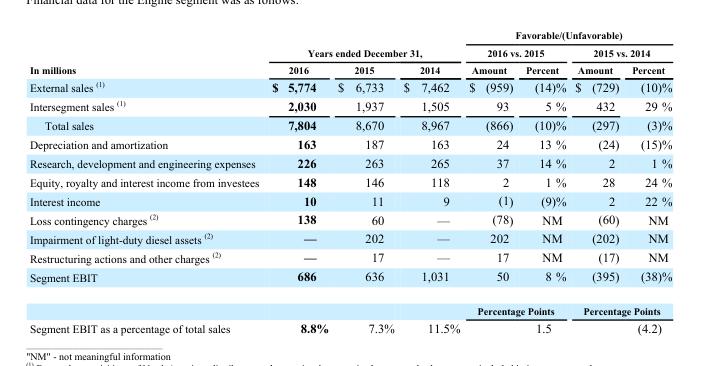 Financial data for the Engine segment was as follows:
Favorable/(Unfavorable)
Years ended December 31, 2016 vs. 2015 2015 vs. 2014
In millions 2016 2015 2014 Amount Percent Amount Percent
External sales (1) $ 5,774 $ 6,733 $ 7,462 $ (959) (14)% $ (729) (10)%
Intersegment sales (1) 2,030 1,937 1,505 93 5 % 432 29 %
Total sales 7,804 8,670 8,967 (866) (10)% (297) (3)%
Depreciation and amortization 163 187 163 24 13 % (24) (15)%
Research, development and engineering expenses 226 263 265 37 14 % 2 1 %
Equity, royalty and interest income from investees 148 146 118 2 1 % 28 24 %
Interest income 10 11 9 (1) (9)% 2 22 %
Loss contingency charges (2) 138 60 — (78) NM (60) NM
Impairment of light-duty diesel assets (2) — 202 — 202 NM (202) NM
Restructuring actions and other charges (2) — 17 — 17 NM (17) NM
Segment EBIT 686 636 1,031 50 8 % (395) (38)%
Percentage Points Percentage Points
Segment EBIT as a percentage of total sales 8.8% 7.3% 11.5% 1.5 (4.2)
"NM" - not meaningful information